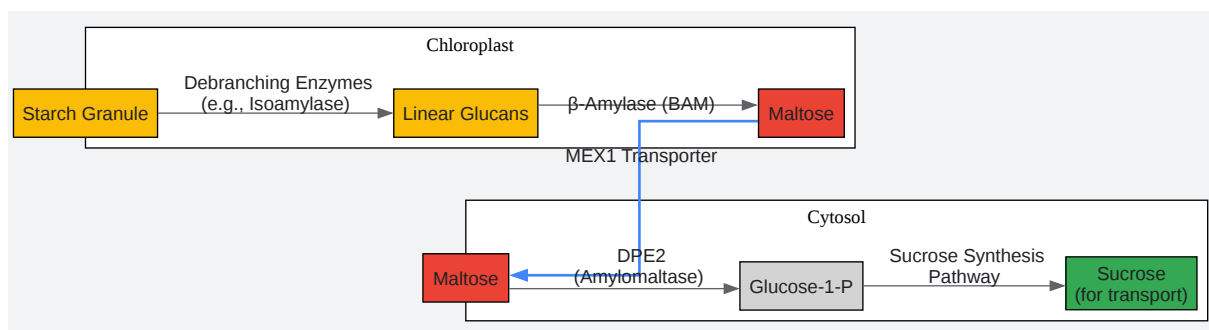 Chloroplast
Debranching Enzymes
(e.g., Isoamylase)
Starch Granule
Linear Glucans
β-Amylase (BAM)
Maltose
MEX1 Transporter
Cytosol
DPE2
(Amylomaltase)
Sucrose Synthesis
Pathway
Maltose
Glucose-1-P
Sucrose
(for transport)